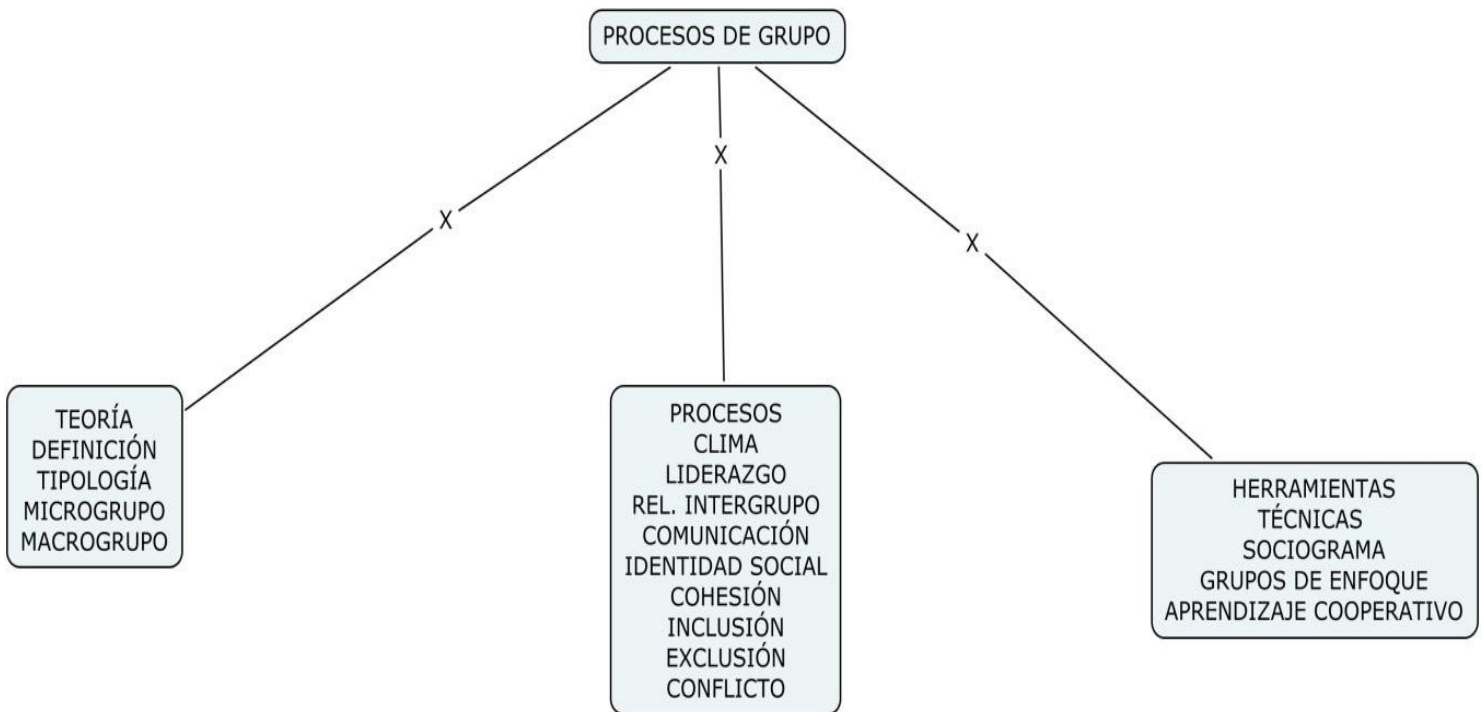 PROCESOS DE GRUPO
X
X
X
TEORÍA
DEFINICIÓN
TIPOLOGÍA
MICROGRUPO
MACROGRUPO
PROCESOS
CLIMA
LIDERAZGO
REL. INTERGRUPO
COMUNICACIÓN
IDENTIDAD SOCIAL
COHESIÓN
INCLUSIÓN
EXCLUSIÓN
CONFLICTO
HERRAMIENTAS
TÉCNICAS
SOCIOGRAMA
GRUPOS DE ENFOQUE
APRENDIZAJE COOPERATIVO